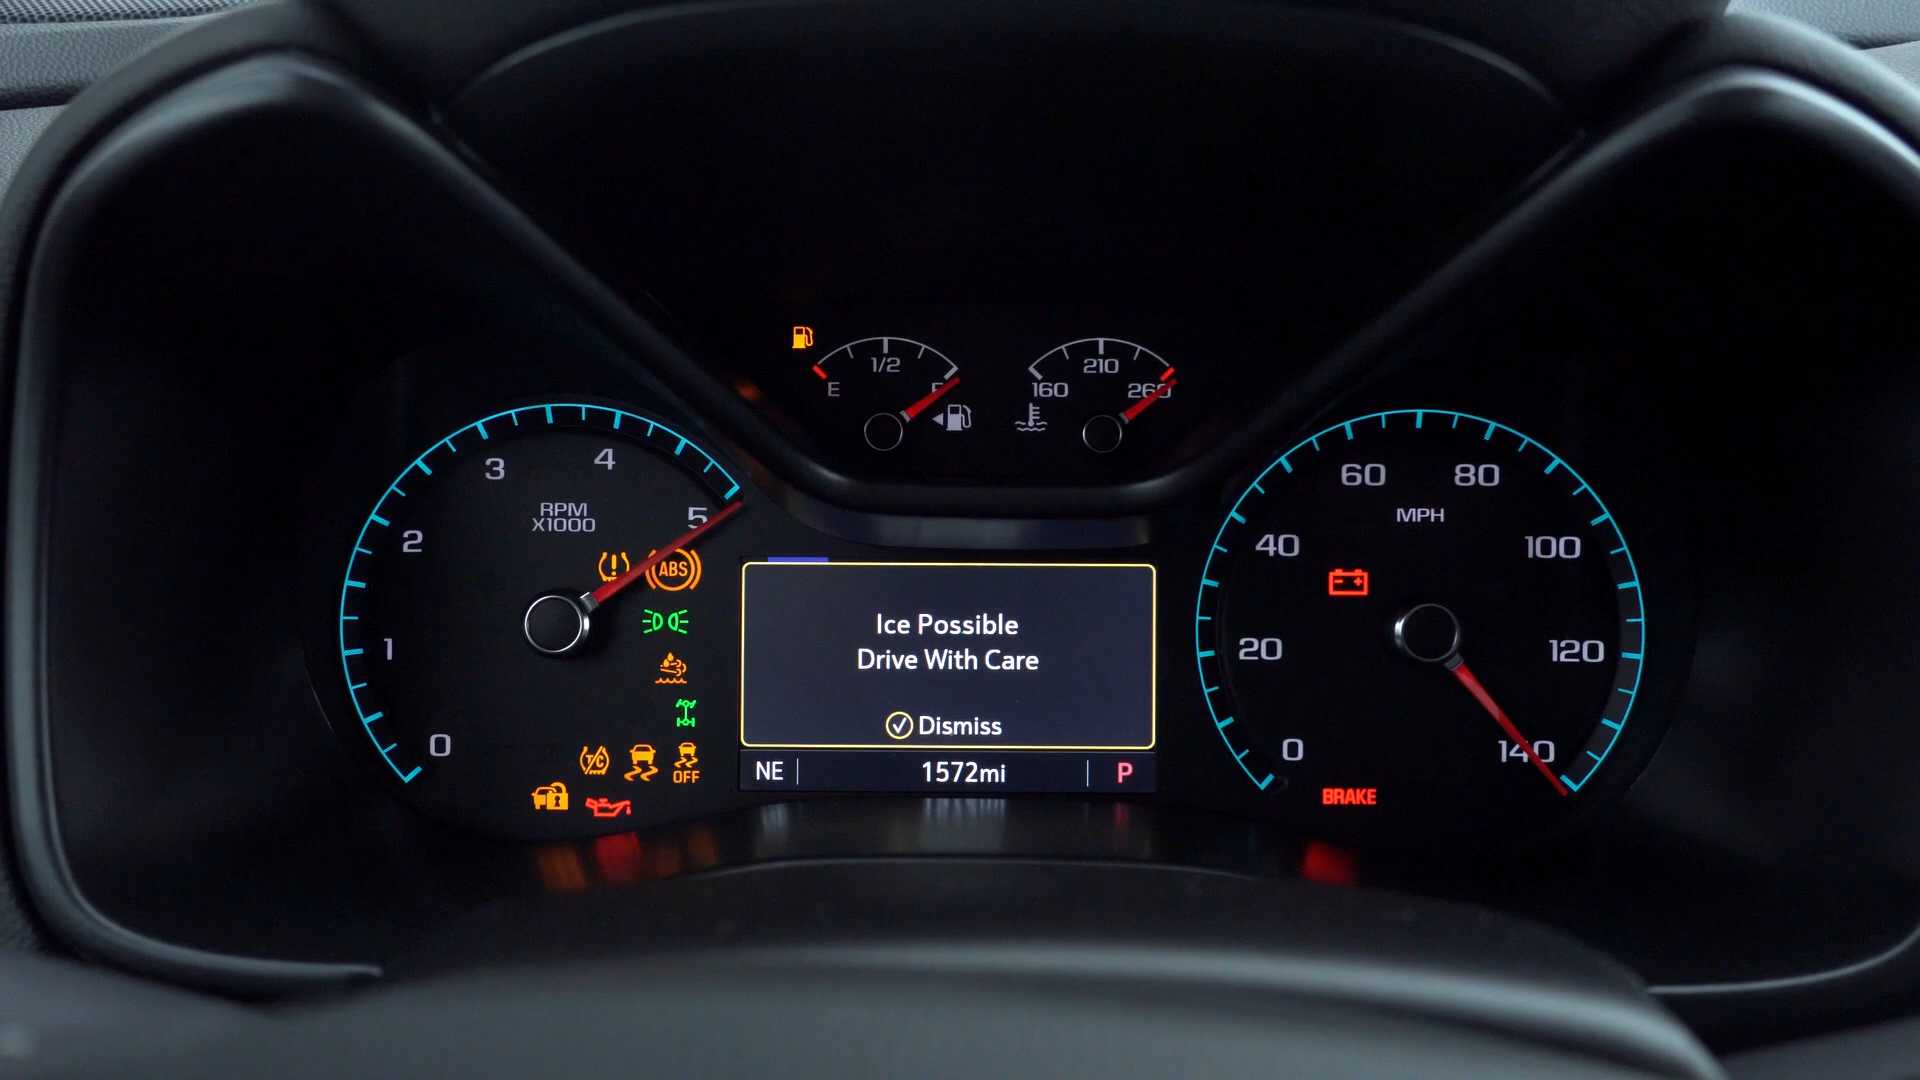 1/2
E
F
210
160
260
0
1
2
3
4
5
RPM
X1000
ABS
T/C
OFF
Ice Possible
Drive With Care
Dismiss
NE
1572mi
P
0
20
40
60
80
100
120
140
MPH
BRAKE